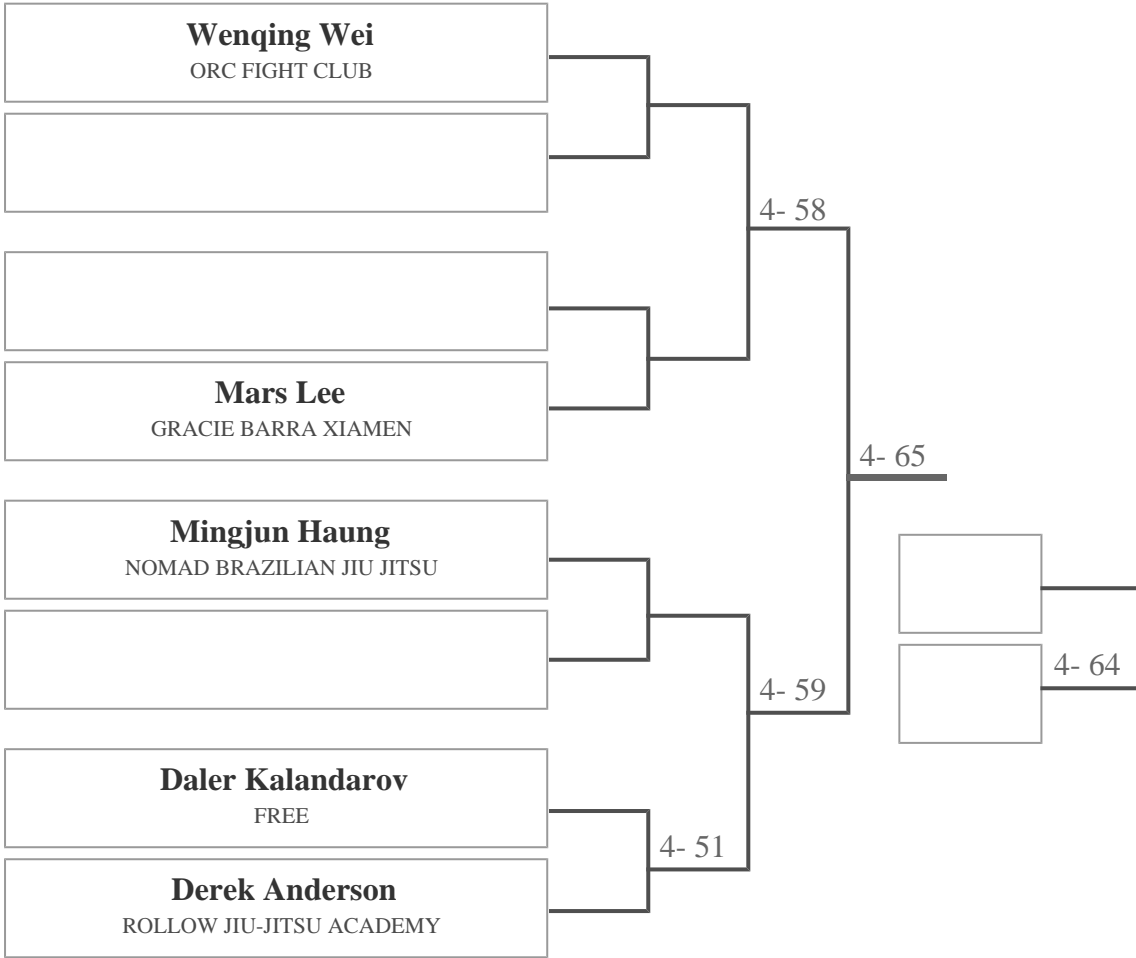 Wenqing Wei
ORC FIGHT CLUB
4- 58
Mars Lee
GRACIE BARRA XIAMEN
4- 65
Mingjun Haung
NOMAD BRAZILIAN JIU JITSU
4- 64
4- 59
Daler Kalandarov
FREE
4- 51
Derek Anderson
ROLLOW JIU-JITSU ACADEMY